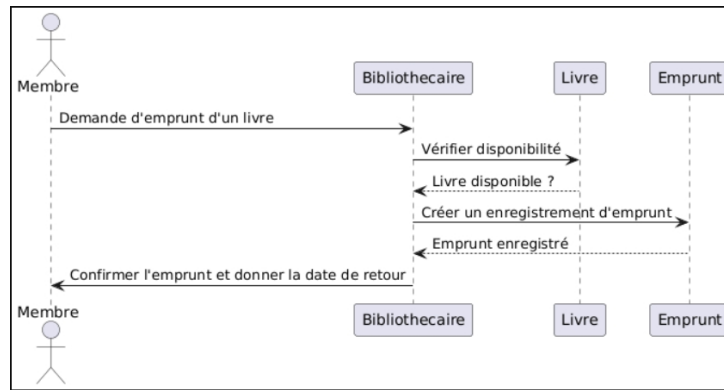 Membre
Bibliothecaire
Livre
Emprunt
Demande d'emprunt d'un livre
Vérifier disponibilité
Livre disponible ?
Créer un enregistrement d'emprunt
Emprunt enregistré
Confirmer l'emprunt et donner la date de retour
Membre
Bibliothecaire
Livre
Emprunt